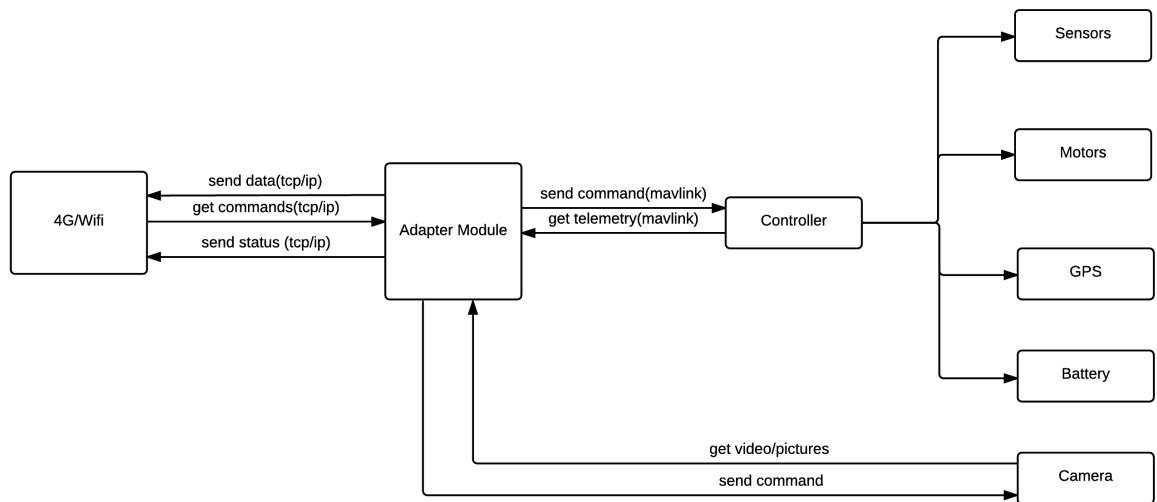 Sensors
Motors
send data(tcp/ip)
send command(mavlink)
get commands(tcp/ip)
4G/Wifi
get telemetry(mavlink)
Controller
Adapter Module
send status (tcp/ip)
GPS
Battery
get video/pictures
Camera
send command